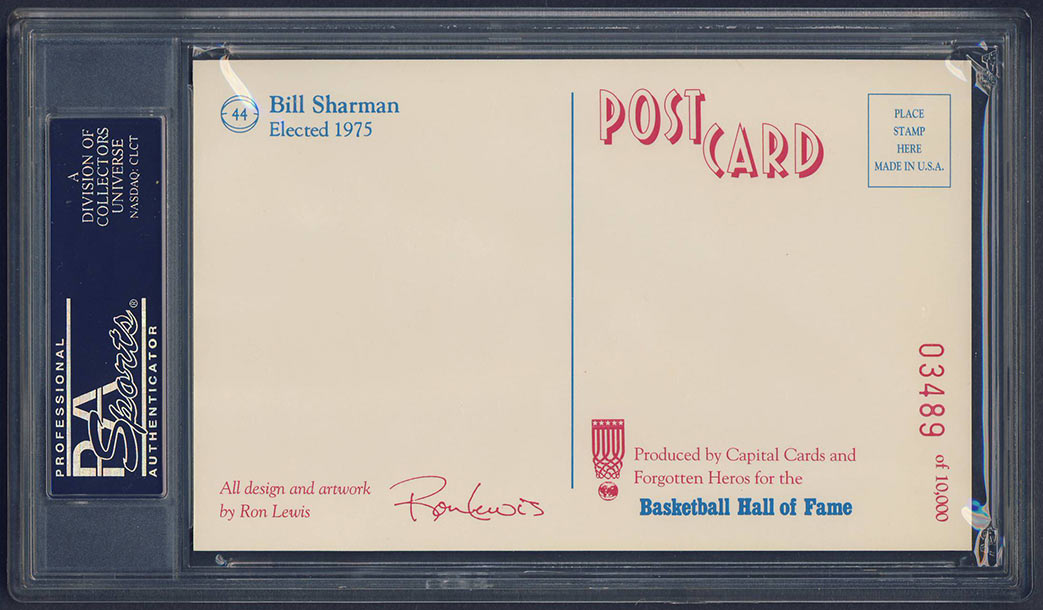 A
DIVISION OF
COLLECTORS
UNIVERSE
NASDAQ: CLCT
PROFESSIONAL
PSA
Sports®
AUTHENTICATOR
44
Bill Sharman
Elected 1975
POST
CARD
PLACE
STAMP
HERE
MADE IN U.S.A.
03489 of 10,000
All design and artwork
by Ron Lewis
Ron Lewis
Produced by Capital Cards and
Forgotten Heros for the
Basketball Hall of Fame